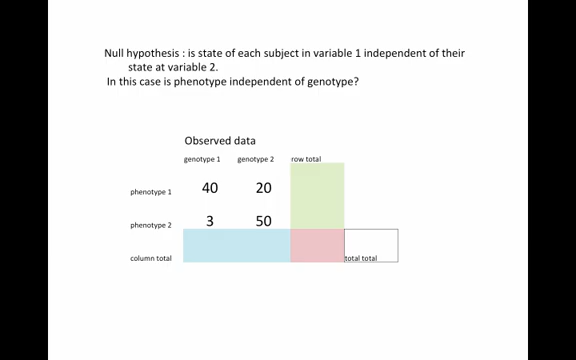 Null hypothesis : is state of each subject in variable 1 independent of their
state at variable 2.
In this case is phenotype independent of genotype?
Observed data
genotype 1 genotype 2 row total
phenotype 1 40 20
phenotype 2 3 50
column total total total